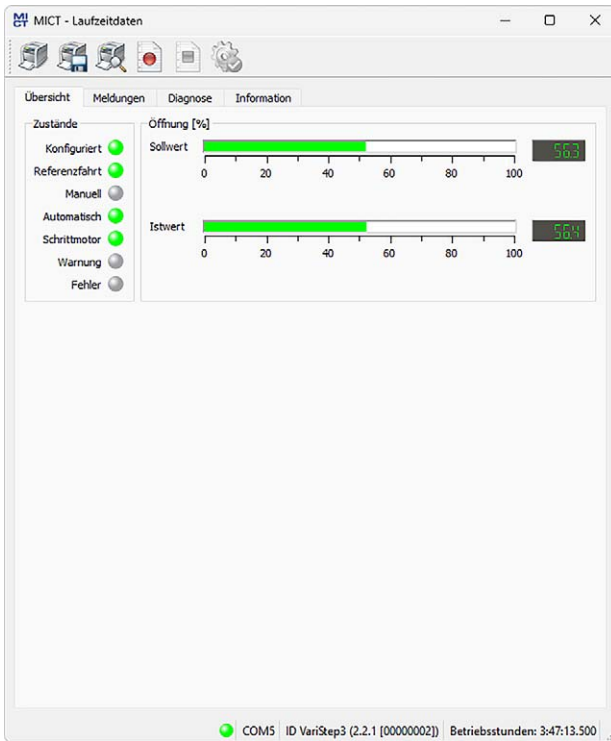 MICT MICT - Laufzeitdaten
Übersicht Meldungen Diagnose Information
Zustände
Konfiguriert
Referenzfahrt
Manuell
Automatisch
Schrittmotor
Warnung
Fehler
Öffnung [%]
Sollwert 56.3
0 20 40 60 80 100
Istwert 56.4
0 20 40 60 80 100
COM5 ID VariStep3 (2.2.1 [00000002]) Betriebsstunden: 3:47:13.500